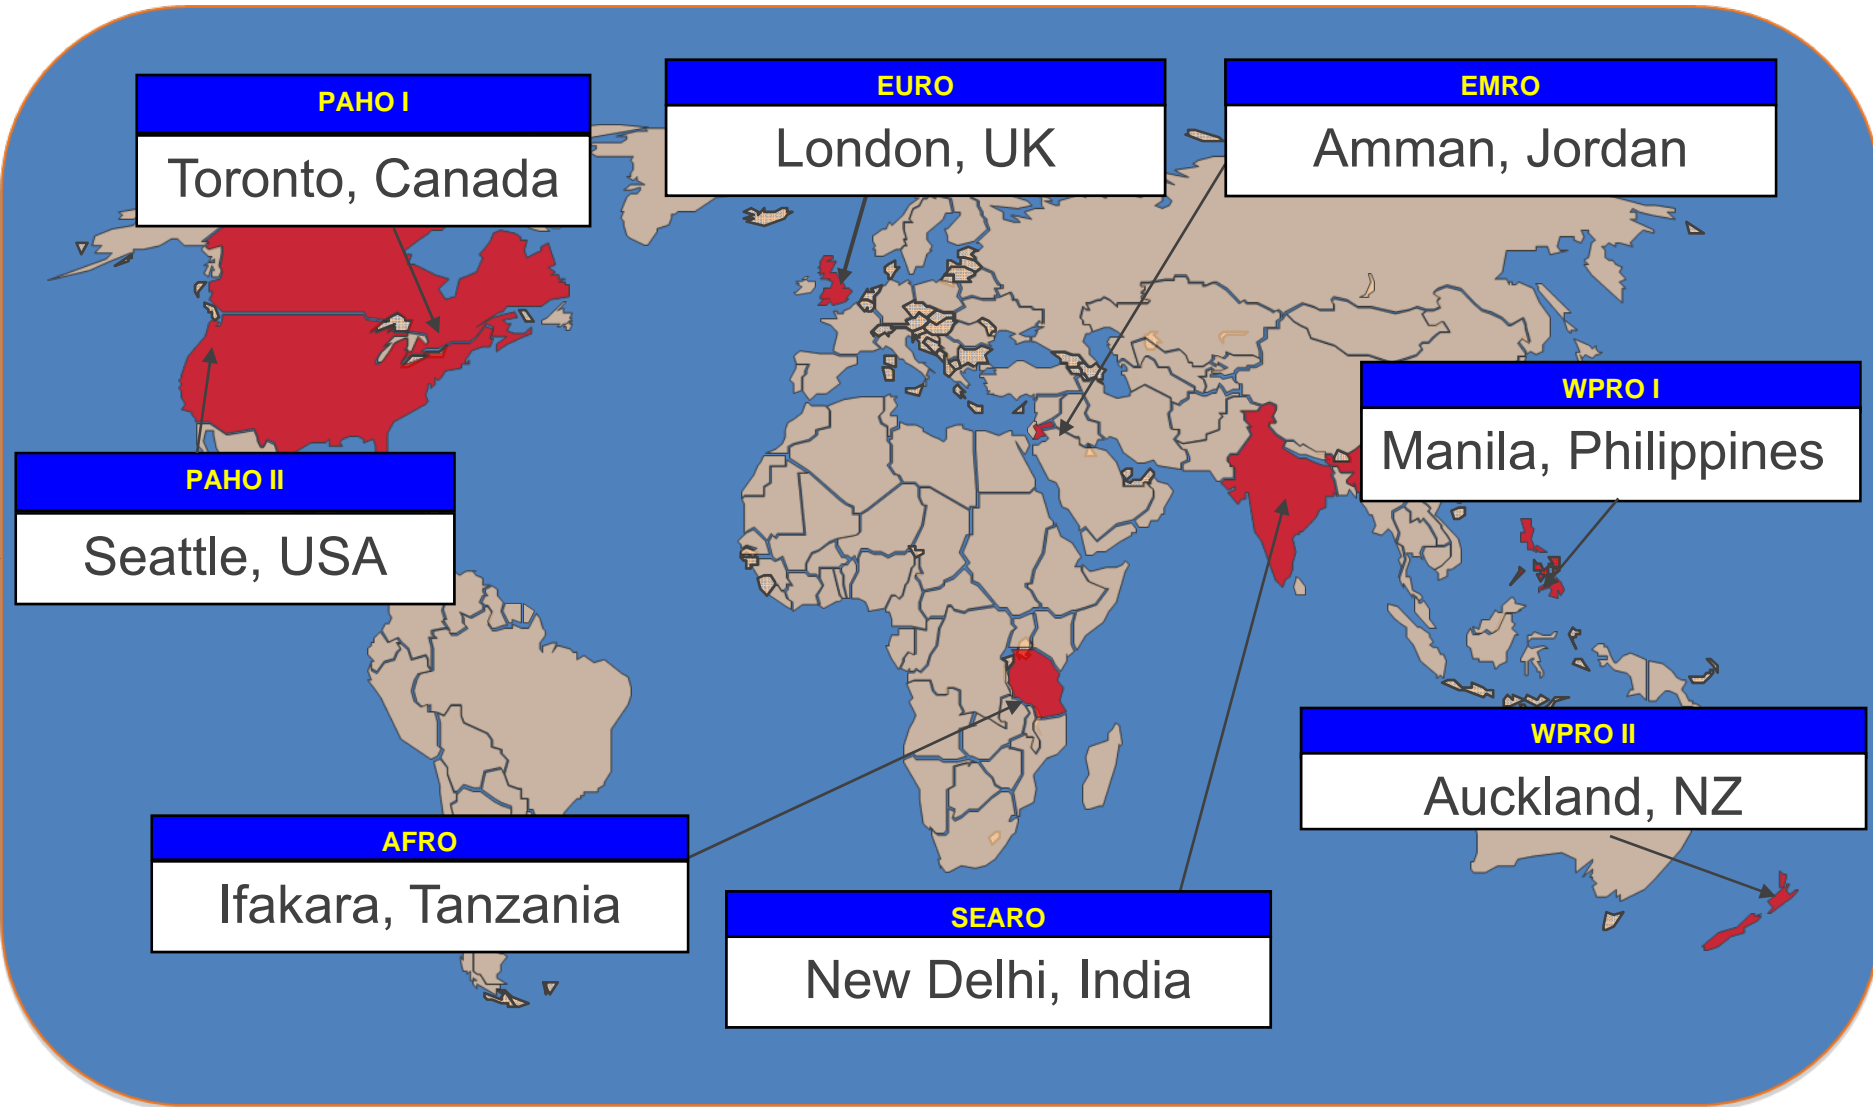 PAHO I
Toronto, Canada
EURO
London, UK
EMRO
Amman, Jordan
WPRO I
Manila, Philippines
PAHO II
Seattle, USA
WPRO II
Auckland, NZ
AFRO
Ifakara, Tanzania
SEARO
New Delhi, India